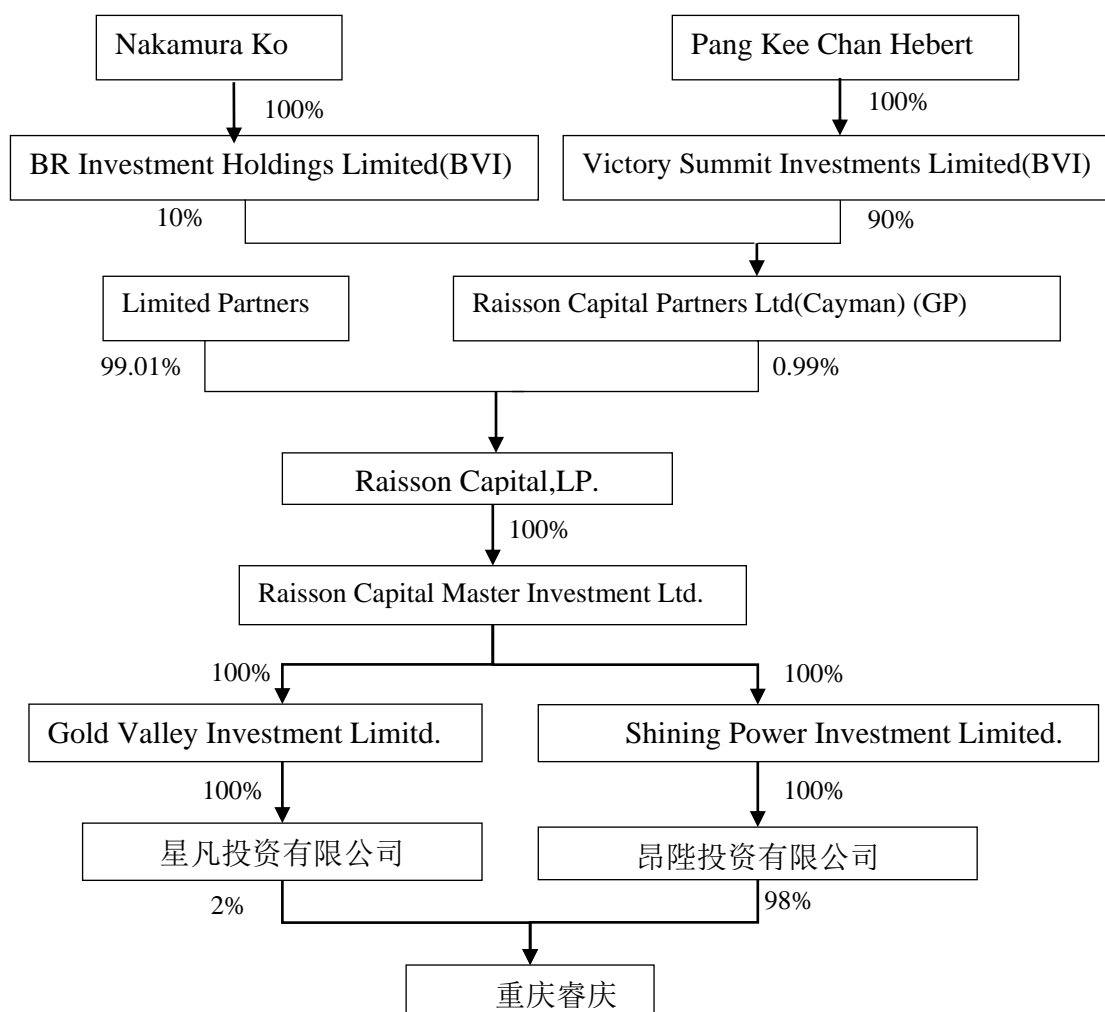 Nakamura Ko
Pang Kee Chan Hebert
100%
100%
BR Investment Holdings Limited(BVI)
Victory Summit Investments Limited(BVI)
10%
90%
Limited Partners
Raisson Capital Partners Ltd(Cayman) (GP)
99.01%
0.99%
Raisson Capital,LP.
100%
Raisson Capital Master Investment Ltd.
100%
100%
Gold Valley Investment Limitd.
Shining Power Investment Limited.
100%
100%
星凡投资有限公司
昂陞投资有限公司
2%
98%
重庆睿庆